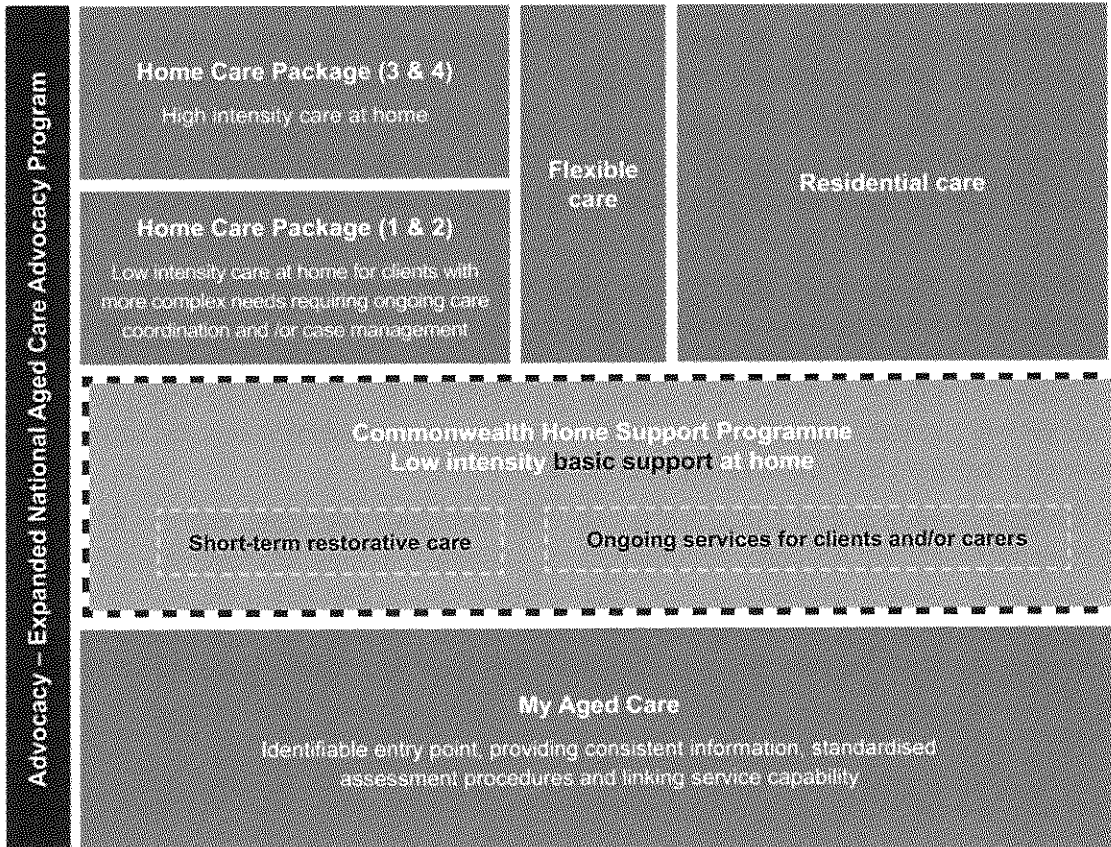 Advocacy – Expanded National Aged Care Advocacy Program
Home Care Package (3 & 4)
High intensity care at home
Home Care Package (1 & 2)
Low intensity care at home for clients with
more complex needs requiring ongoing care
coordination and /or case management
Flexible
care
Residential care
Commonwealth Home Support Programme
Low intensity basic support at home
Short-term restorative care
Ongoing services for clients and/or carers
My Aged Care
Identifiable entry point, providing consistent information, standardised
assessment procedures and linking service capability